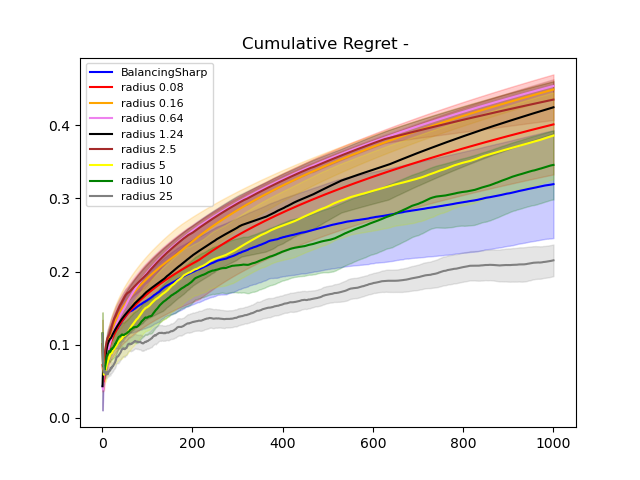 Cumulative Regret -
BalancingSharp
radius 0.08
radius 0.16
radius 0.64
radius 1.24
radius 2.5
radius 5
radius 10
radius 25
0.4
0.3
0.2
0.1
0.0
0 200 400 600 800 1000